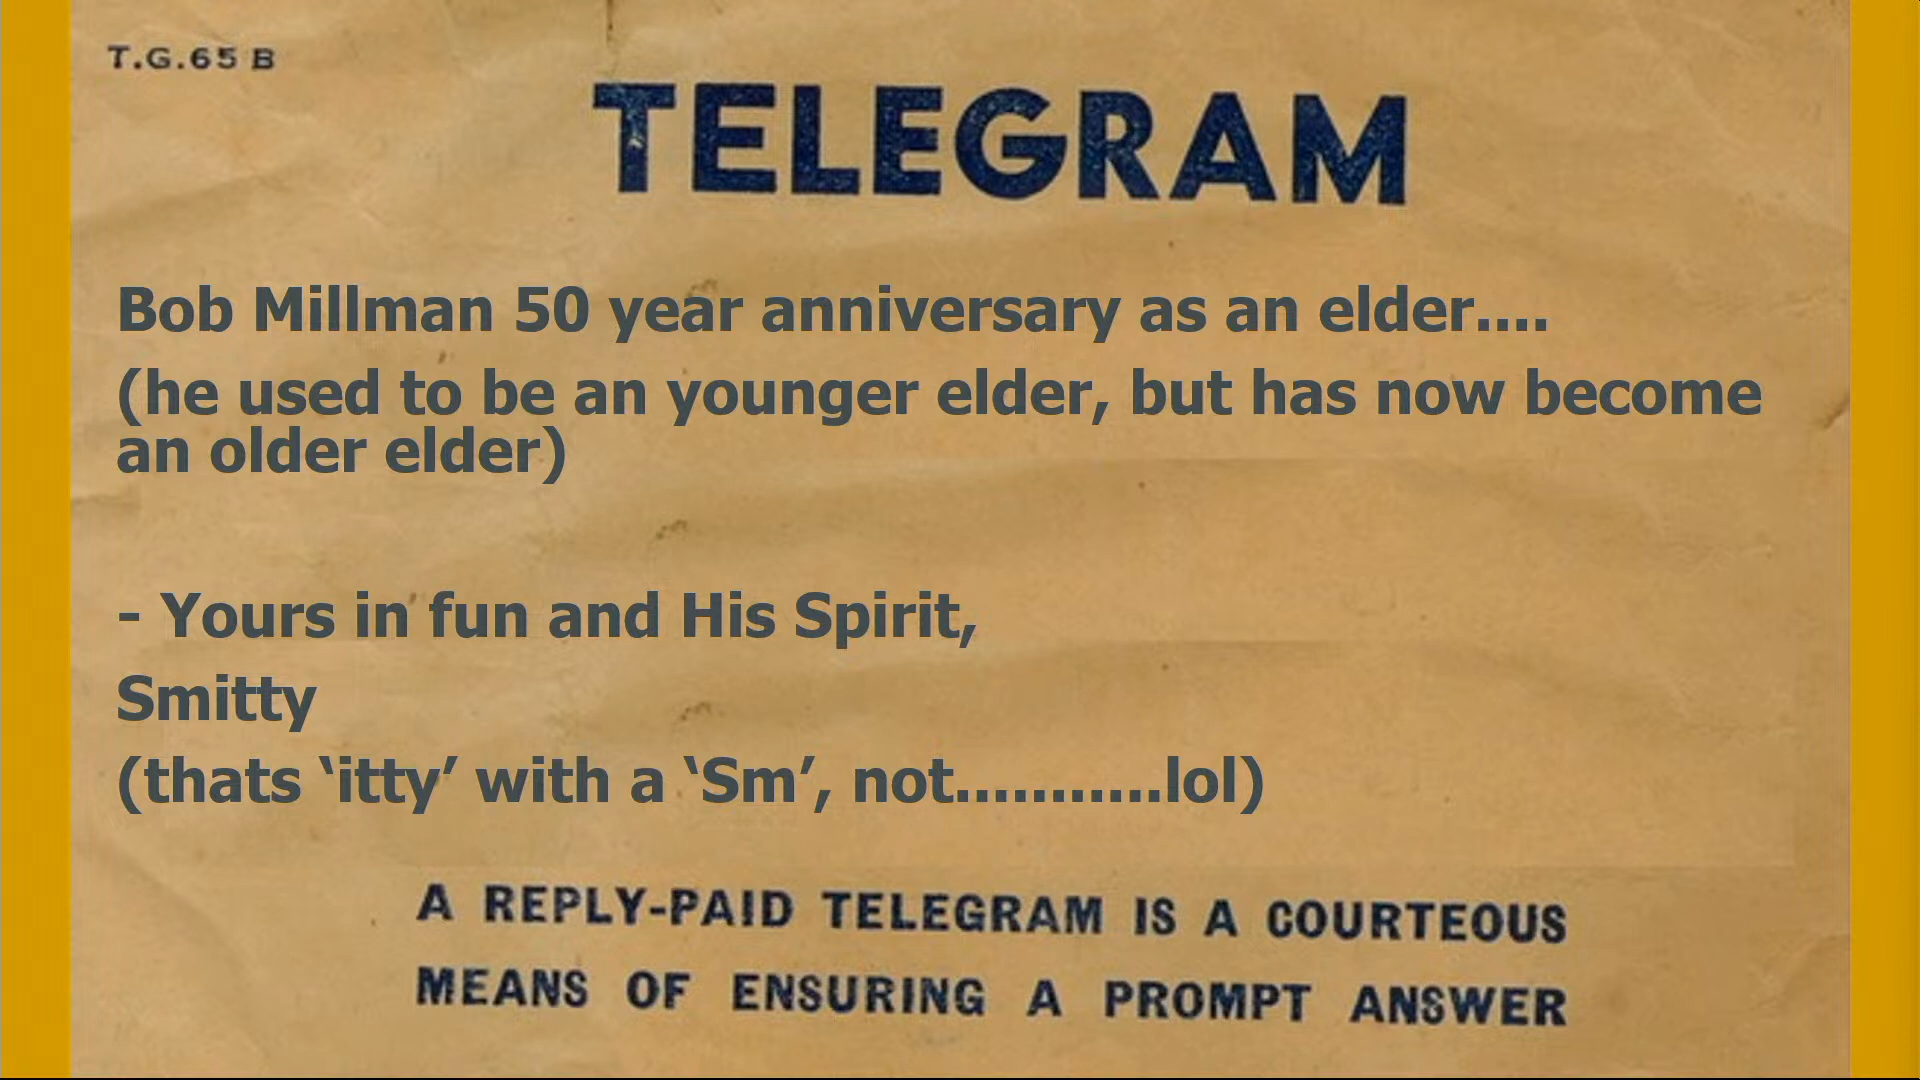 T.G.65 B
TELEGRAM
Bob Millman 50 year anniversary as an elder....
(he used to be an younger elder, but has now become
an older elder)
- Yours in fun and His Spirit,
Smitty
(thats ‘itty’ with a ‘Sm’, not...........lol)
A REPLY-PAID TELEGRAM IS A COURTEOUS
MEANS OF ENSURING A PROMPT ANSWER